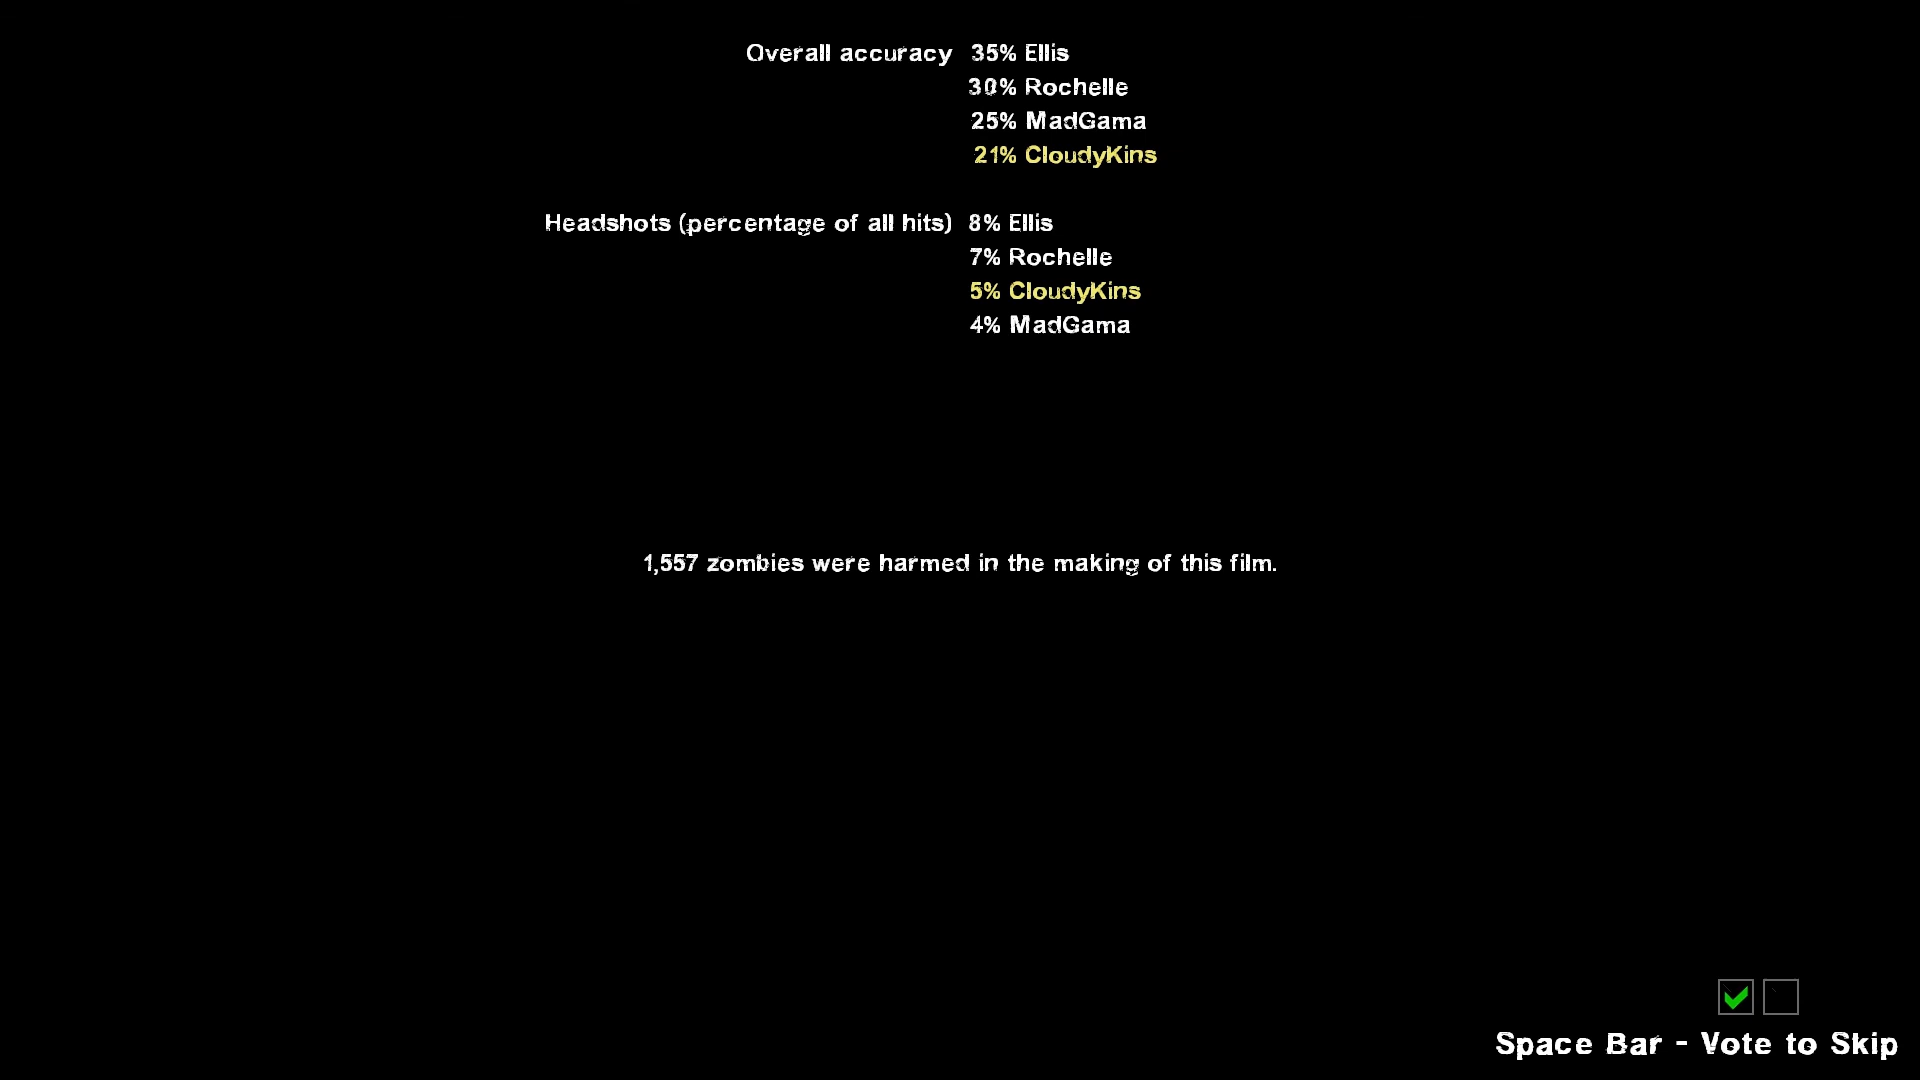 Overall accuracy 35% Ellis
30% Rochelle
25% MadGama
21% CloudyKins
Headshots (percentage of all hits) 8% Ellis
7% Rochelle
5% CloudyKins
4% MadGama
1,557 zombies were harmed in the making of this film.
Space Bar - Vote to Skip